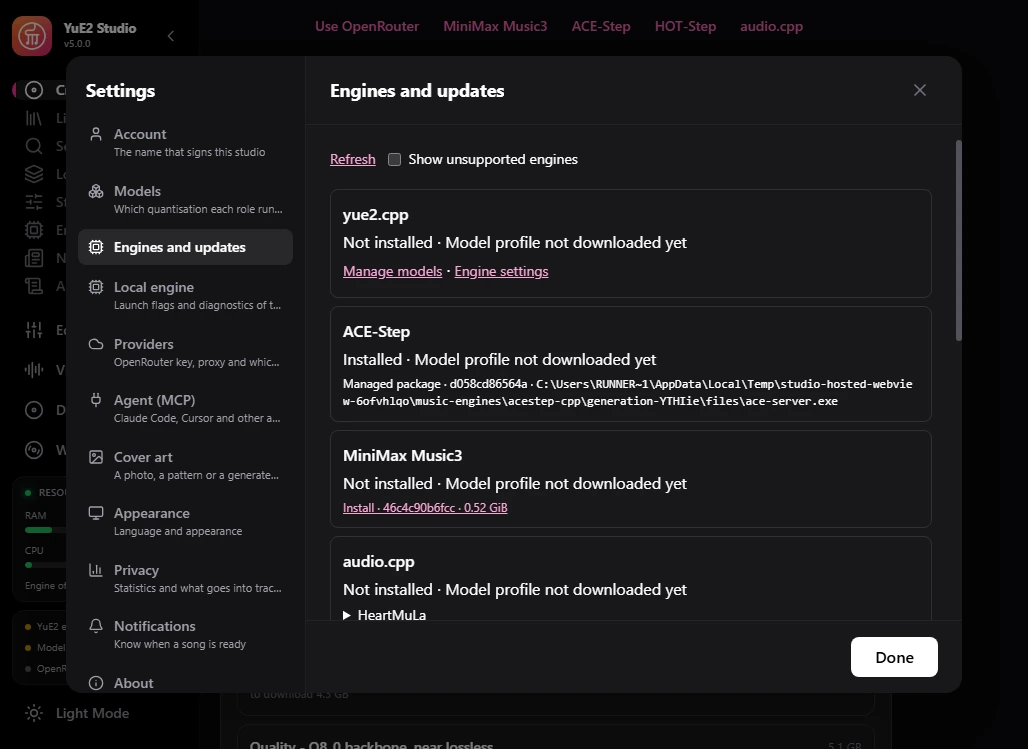 YuE2 Studio
v5.0.0
Use OpenRouter
MiniMax Music3
ACE-Step
HOT-Step
audio.cpp
Settings
Account
The name that signs this studio
Models
Which quantisation each role run...
Engines and updates
Local engine
Launch flags and diagnostics of t...
Providers
OpenRouter key, proxy and whic...
Agent (MCP)
Claude Code, Cursor and other a...
Cover art
A photo, a pattern or a generate...
Appearance
Language and appearance
Privacy
Statistics and what goes into trac...
Notifications
Know when a song is ready
About
RAM
CPU
Light Mode
Engines and updates
Refresh
Show unsupported engines
yue2.cpp
Not installed · Model profile not downloaded yet
Manage models · Engine settings
ACE-Step
Installed · Model profile not downloaded yet
Managed package · d058cd86564a · C:\Users\RUNNER~1\AppData\Local\Temp\studio-hosted-webvie
w-6ofvhlqo\music-engines\acestep-cpp\generation-YTHIie\files\ace-server.exe
MiniMax Music3
Not installed · Model profile not downloaded yet
Install · 46c4c90b6fcc · 0.52 GiB
audio.cpp
Not installed · Model profile not downloaded yet
HeartMuLa
Done
to download 4.5 GB
Quality - Q8_0 backbone, near lossless
5.1 GB